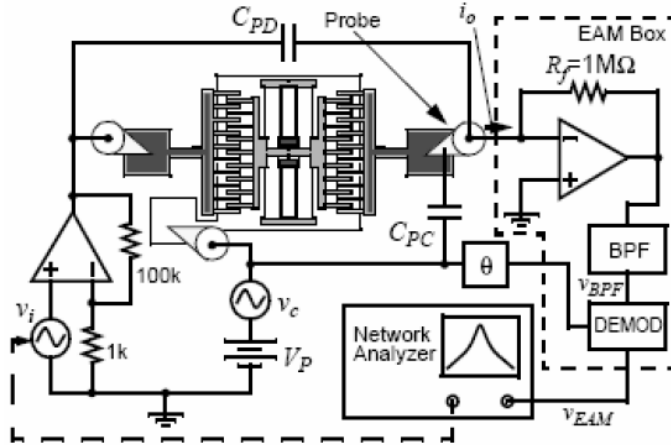 C_PD
Probe
i_o
EAM Box
R_f=1MΩ
C_PC
100k
θ
BPF
v_BPF
v_i
v_c
DEMOD
1k
V_P
Network
Analyzer
v_EAM